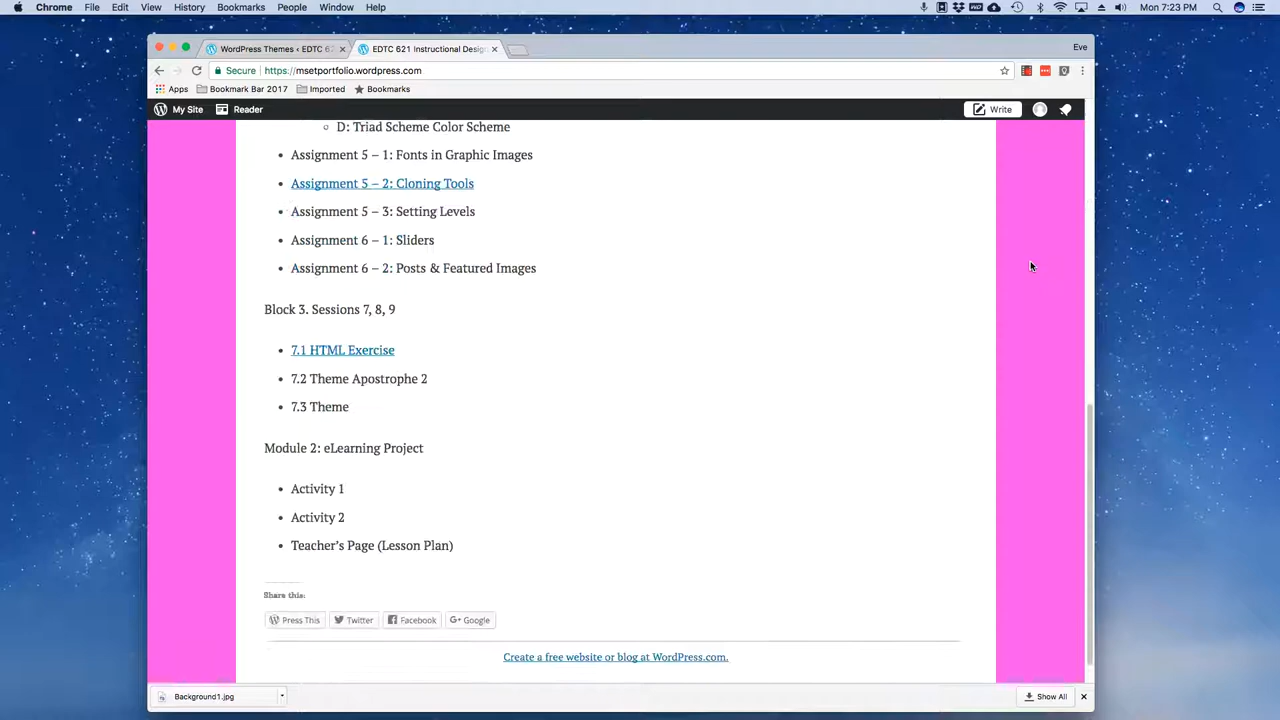 Chrome File Edit View History Bookmarks People Window Help Mon 7:23 PM
WordPress Themes ‹ EDTC 62 EDTC 621 Instructional Design Eve
Secure https://msetportfolio.wordpress.com
Apps Bookmark Bar 2017 Imported Bookmarks
My Site Reader Write
D: Triad Scheme Color Scheme
Assignment 5 – 1: Fonts in Graphic Images
Assignment 5 – 2: Cloning Tools
Assignment 5 – 3: Setting Levels
Assignment 6 – 1: Sliders
Assignment 6 – 2: Posts & Featured Images
Block 3. Sessions 7, 8, 9
7.1 HTML Exercise
7.2 Theme Apostrophe 2
7.3 Theme
Module 2: eLearning Project
Activity 1
Activity 2
Teacher’s Page (Lesson Plan)
Share this:
Press This Twitter Facebook Google
Create a free website or blog at WordPress.com.
Background1.jpg Show All